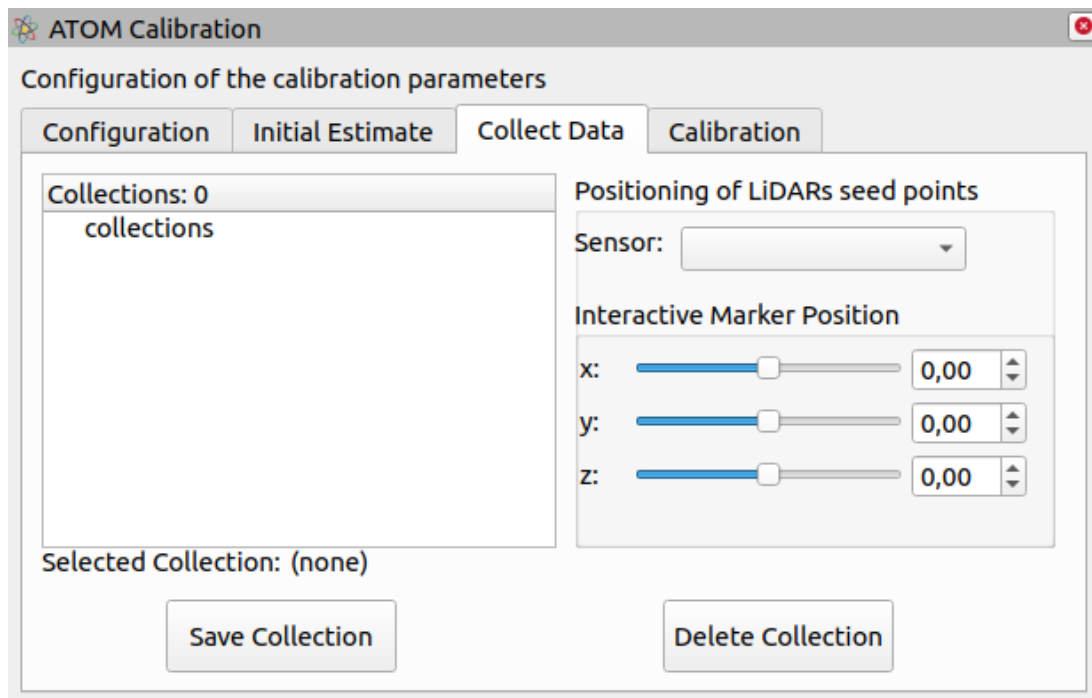 ATOM Calibration
Configuration of the calibration parameters
Configuration Initial Estimate Collect Data Calibration
Collections: 0
collections
Positioning of LiDARs seed points
Sensor:
Interactive Marker Position
x: 0,00
y: 0,00
z: 0,00
Selected Collection: (none)
Save Collection Delete Collection